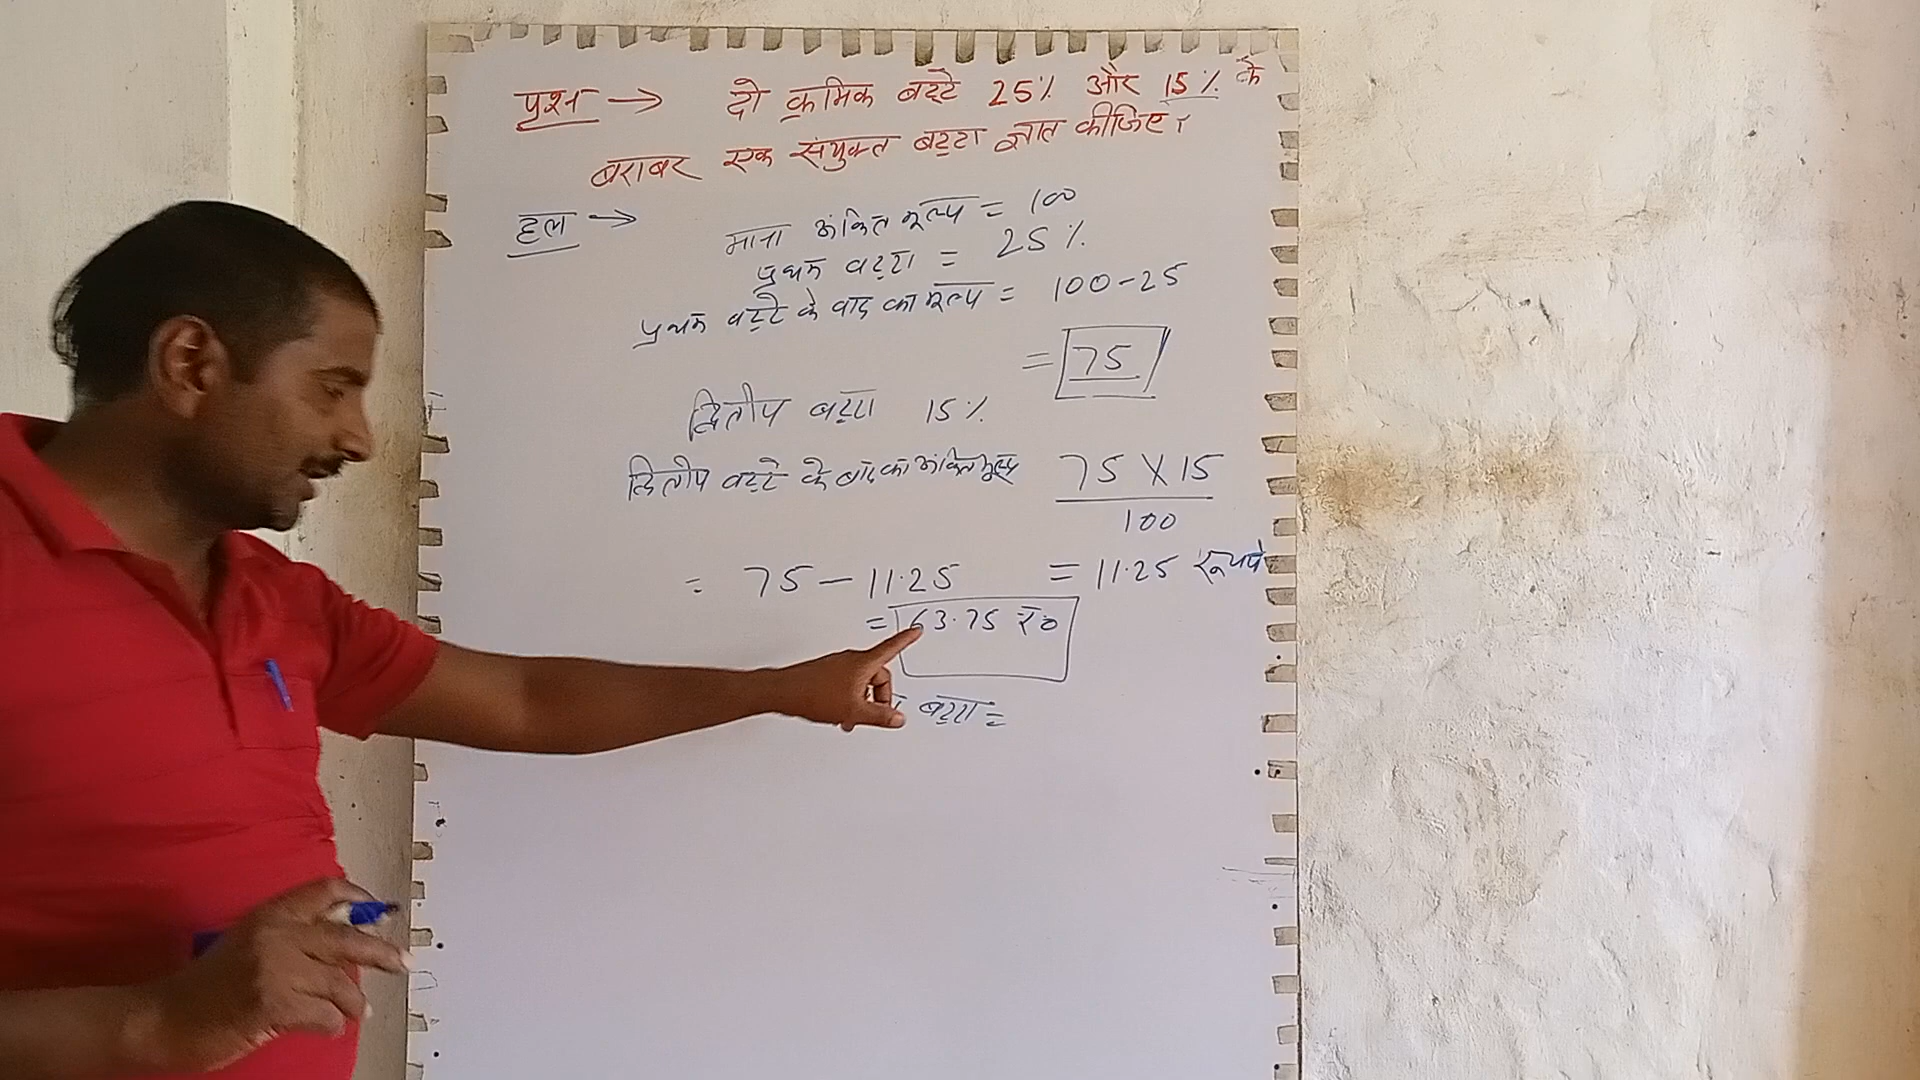 प्रश्न → दो क्रमिक बट्टे 25% और 15% के
बराबर एक संयुक्त बट्टा ज्ञात कीजिए।
हल → माना अंकित मूल्य = 100
प्रथम बट्टा = 25%
प्रथम बट्टे के बाद का मूल्य = 100-25
= 75
द्वितीय बट्टा 15%
द्वितीय बट्टे के बाद का अंकित मूल्य 75 X 15
100
= 75 - 11.25 = 11.25 रूपये
= 63.75 रु०
बट्टा =